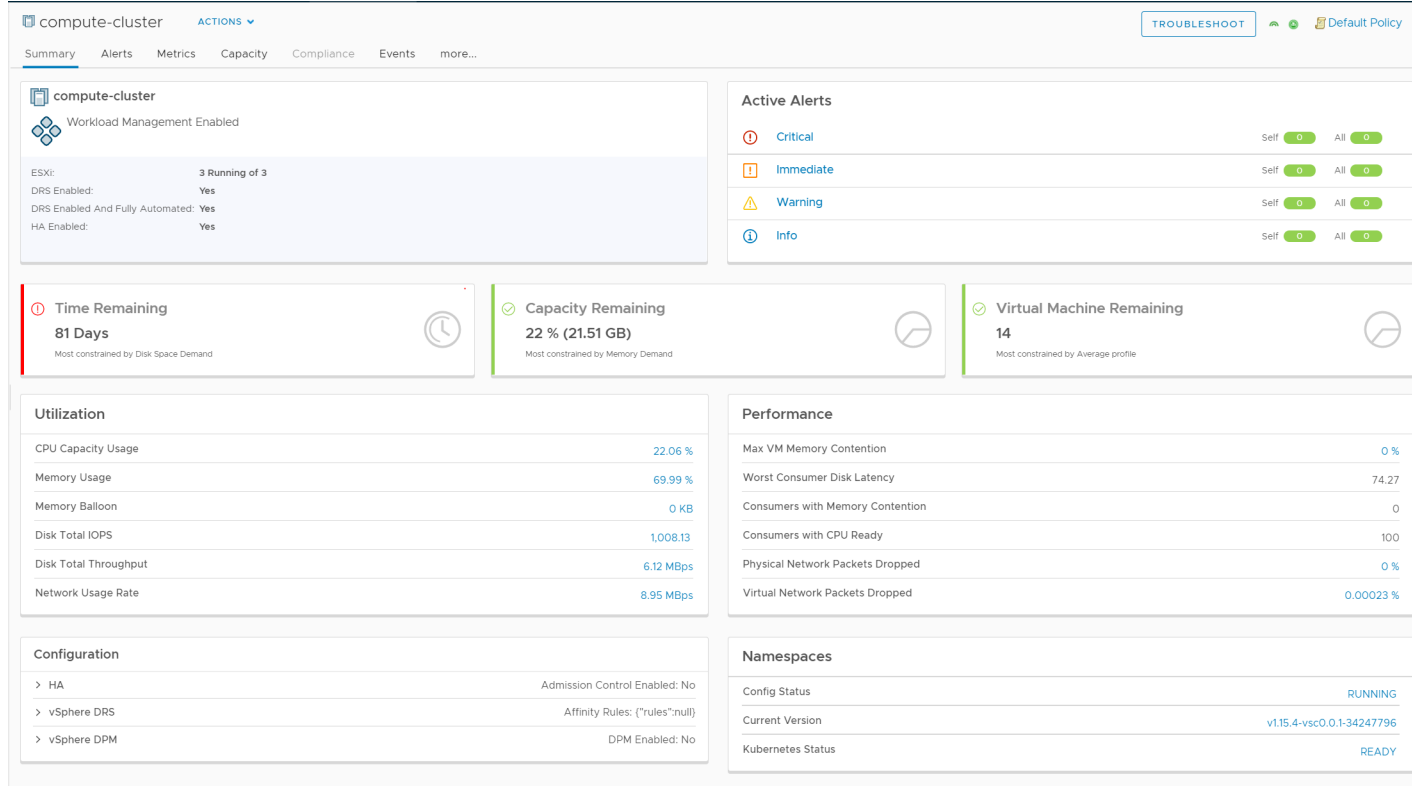 compute-cluster ACTIONS TROUBLESHOOT Default Policy
Summary Alerts Metrics Capacity Compliance Events more...
compute-cluster
Workload Management Enabled
ESXi: 3 Running of 3
DRS Enabled: Yes
DRS Enabled And Fully Automated: Yes
HA Enabled: Yes
Active Alerts
Critical Self 0 All 0
Immediate Self 0 All 0
Warning Self 0 All 0
Info Self 0 All 0
Time Remaining
81 Days
Most constrained by Disk Space Demand
Capacity Remaining
22 % (21.51 GB)
Most constrained by Memory Demand
Virtual Machine Remaining
14
Most constrained by Average profile
Utilization
CPU Capacity Usage 22.06 %
Memory Usage 69.99 %
Memory Balloon 0 KB
Disk Total IOPS 1,008.13
Disk Total Throughput 6.12 MBps
Network Usage Rate 8.95 MBps
Performance
Max VM Memory Contention 0 %
Worst Consumer Disk Latency 74.27
Consumers with Memory Contention 0
Consumers with CPU Ready 100
Physical Network Packets Dropped 0 %
Virtual Network Packets Dropped 0.00023 %
Configuration
HA Admission Control Enabled: No
vSphere DRS Affinity Rules: {"rules":null}
vSphere DPM DPM Enabled: No
Namespaces
Config Status RUNNING
Current Version v1.15.4-vsc0.0.1-34247796
Kubernetes Status READY